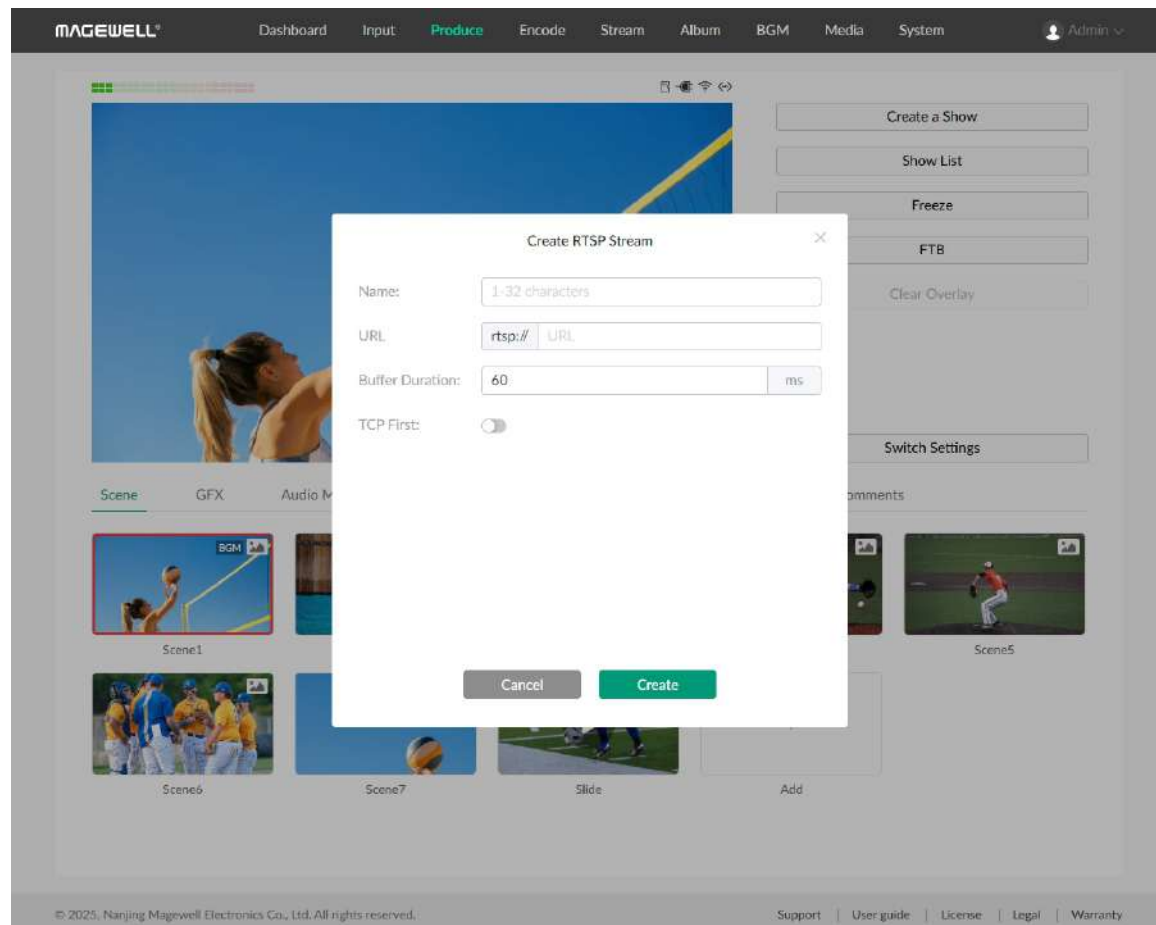 MAGEWELL® Dashboard Input Produce Encode Stream Album BGM Media System Admin
Create a Show
Show List
Freeze
Create RTSP Stream
FTB
Name: 1-32 characters
Clear Overlay
URL rtsp:// URL
Buffer Duration: 60 ms
TCP First:
Switch Settings
Scene GFX Audio omments
BGM
Scene1 Scene5
Cancel Create
Scene6 Scene7 Slide Add
© 2025, Nanjing Magewell Electronics Co., Ltd. All rights reserved. Support | User guide | License | Legal | Warranty